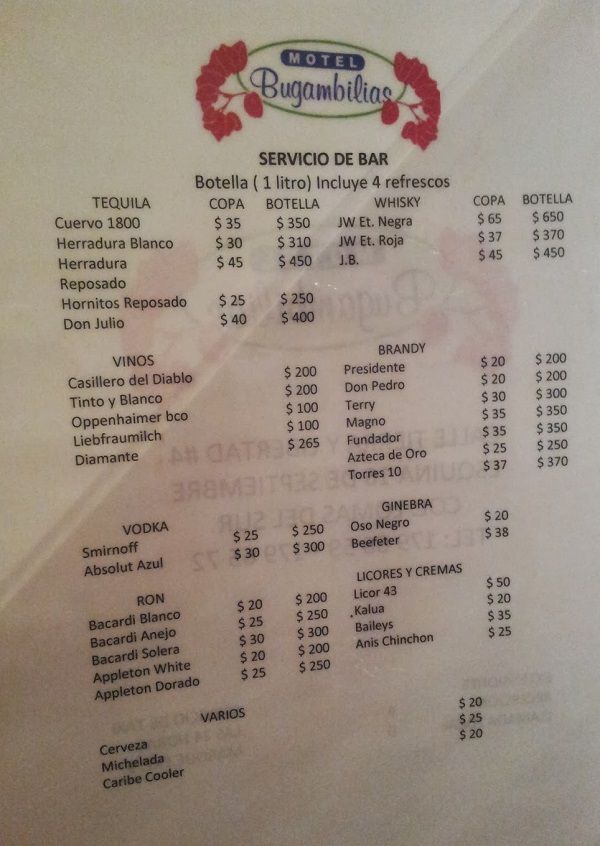 MOTEL
Bugambilias
SERVICIO DE BAR
Botella ( 1 litro) Incluye 4 refrescos
TEQUILA COPA BOTELLA
Cuervo 1800 $ 35 $ 350
Herradura Blanco $ 30 $ 310
Herradura $ 45 $ 450
Reposado
Hornitos Reposado $ 25 $ 250
Don Julio $ 40 $ 400
WHISKY COPA BOTELLA
JW Et. Negra $ 65 $ 650
JW Et. Roja $ 37 $ 370
J.B. $ 45 $ 450
VINOS
Casillero del Diablo $ 200
Tinto y Blanco $ 200
Oppenhaimer bco $ 100
Liebfraumilch $ 100
Diamante $ 265
BRANDY
Presidente $ 20 $ 200
Don Pedro $ 20 $ 200
Terry $ 30 $ 300
Magno $ 35 $ 350
Fundador $ 35 $ 350
Azteca de Oro $ 25 $ 250
Torres 10 $ 37 $ 370
VODKA
Smirnoff $ 25 $ 250
Absolut Azul $ 30 $ 300
GINEBRA
Oso Negro $ 20
Beefeter $ 38
RON
Bacardi Blanco $ 20 $ 200
Bacardi Anejo $ 25 $ 250
Bacardi Solera $ 30 $ 300
Appleton White $ 20 $ 200
Appleton Dorado $ 25 $ 250
LICORES Y CREMAS
Licor 43 $ 50
Kalua $ 20
Baileys $ 35
Anis Chinchon $ 25
VARIOS
Cerveza $ 20
Michelada $ 25
Caribe Cooler $ 20